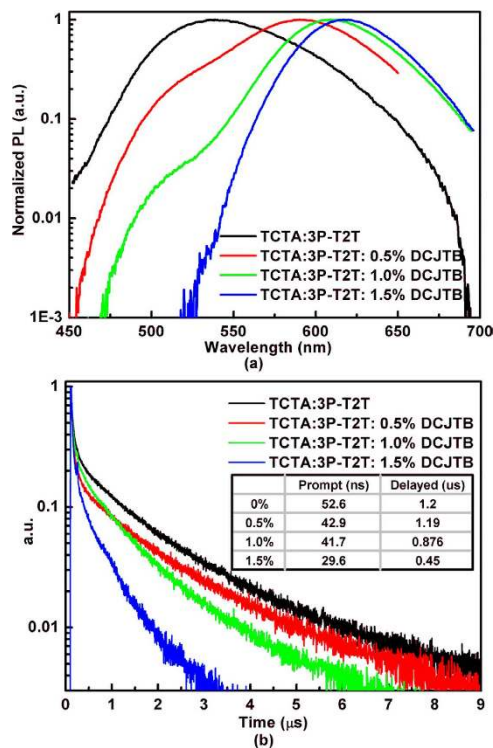 1
0.1
0.01
1E-3
Normalized PL (a.u.)
TCTA:3P-T2T
TCTA:3P-T2T: 0.5% DCJTB
TCTA:3P-T2T: 1.0% DCJTB
TCTA:3P-T2T: 1.5% DCJTB
450 500 550 600 650 700
Wavelength (nm)
(a)
1
0.1
0.01
a.u.
TCTA:3P-T2T
TCTA:3P-T2T: 0.5% DCJTB
TCTA:3P-T2T: 1.0% DCJTB
TCTA:3P-T2T: 1.5% DCJTB
Prompt (ns) Delayed (us)
0% 52.6 1.2
0.5% 42.9 1.19
1.0% 41.7 0.876
1.5% 29.6 0.45
0 1 2 3 4 5 6 7 8 9
Time (μs)
(b)